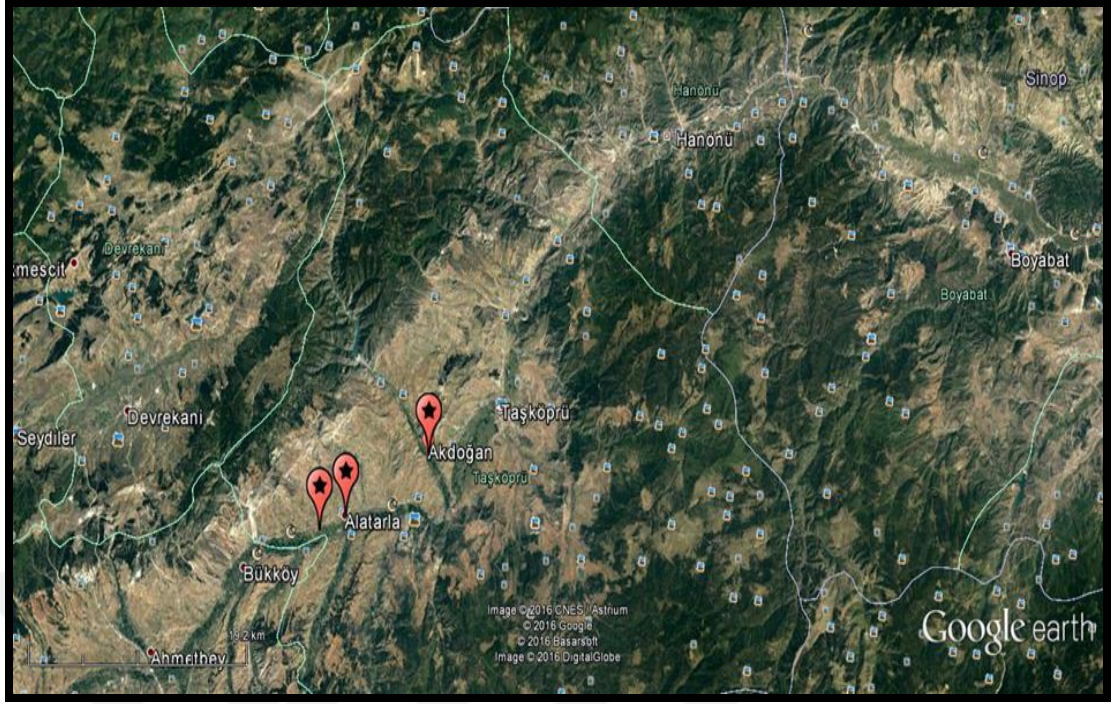 Sinop
Hanönü
Hanönü
Devrekani
Boyabat
Boyabat
Devrekani
Taşköprü
Seydiler
Akdoğan
Taşköprü
Alatarla
Bükköy
Image © 2016 CNES / Astrium
© 2016 Google
© 2016 Basarsoft
Image © 2016 DigitalGlobe
Google earth
19.2 km
Ahmetbey